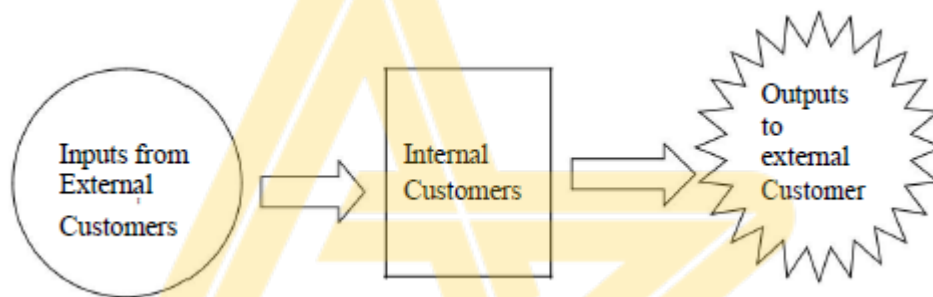 Inputs from
External
Customers
Internal
Customers
Outputs
to
external
Customer